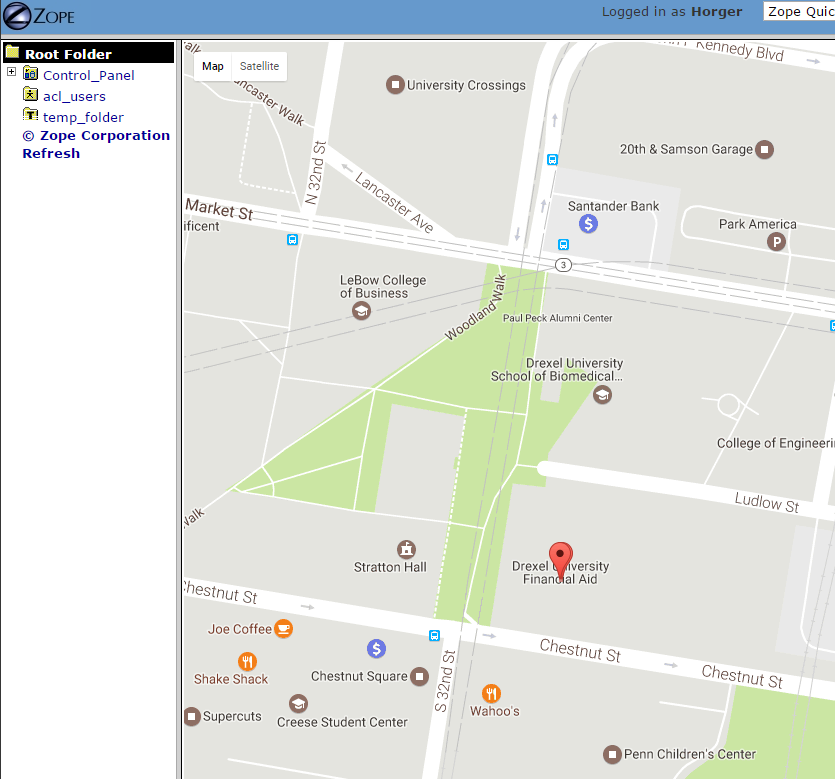 ZOPE
Logged in as Horger
Zope Quic
Root Folder
Control_Panel
acl_users
temp_folder
© Zope Corporation
Refresh
Map
Satellite
Kennedy Blvd
University Crossings
ancaster Walk
N 32nd St
20th & Samson Garage
Lancaster Ave
Market St
ificent
Santander Bank
Park America
P
3
LeBow College
of Business
Woodland Walk
Paul Peck Alumni Center
Drexel University
School of Biomedical...
College of Engineeri
Ludlow St
Walk
Stratton Hall
Drexel University
Financial Aid
Chestnut St
Joe Coffee
Chestnut St
Shake Shack
Chestnut Square
S 32nd St
Chestnut St
Supercuts
Creese Student Center
Wahoo's
Penn Children's Center